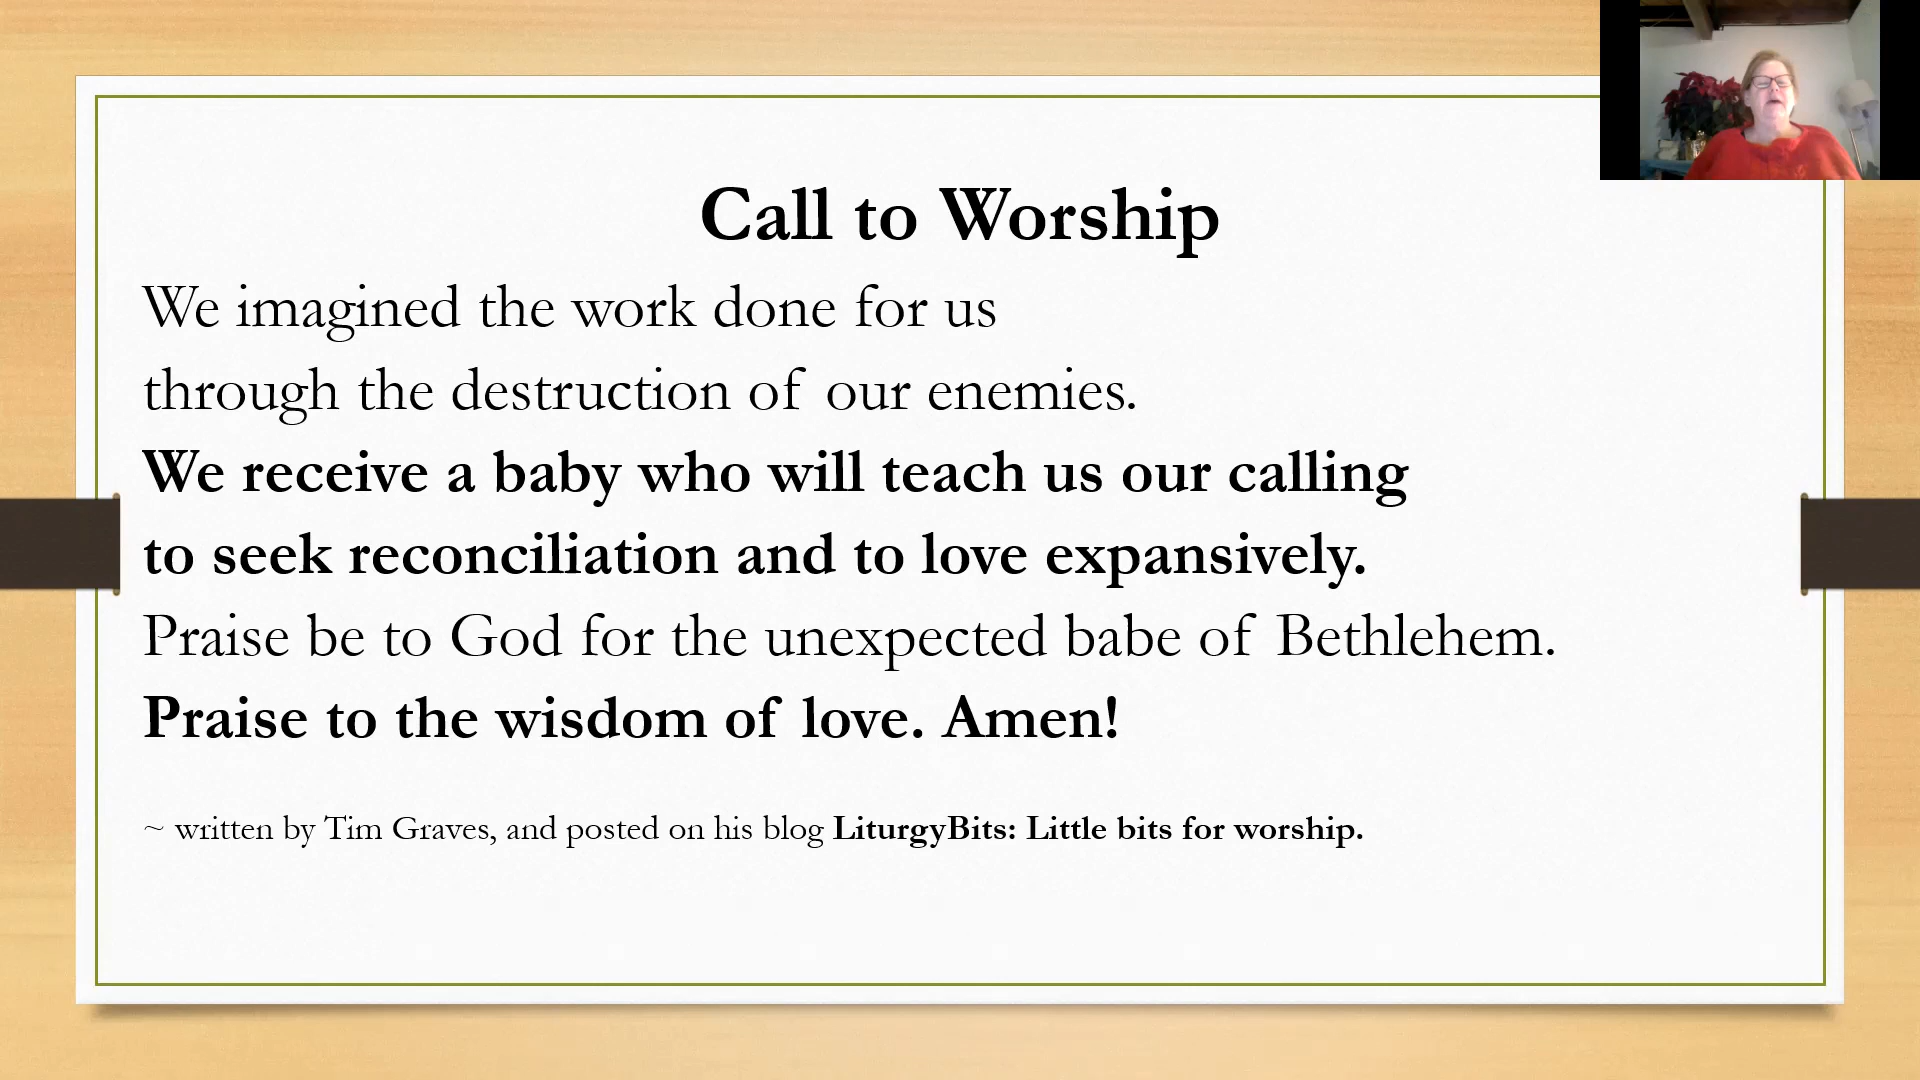 Call to Worship
We imagined the work done for us
through the destruction of our enemies.
We receive a baby who will teach us our calling
to seek reconciliation and to love expansively.
Praise be to God for the unexpected babe of Bethlehem.
Praise to the wisdom of love. Amen!
~ written by Tim Graves, and posted on his blog LiturgyBits: Little bits for worship.